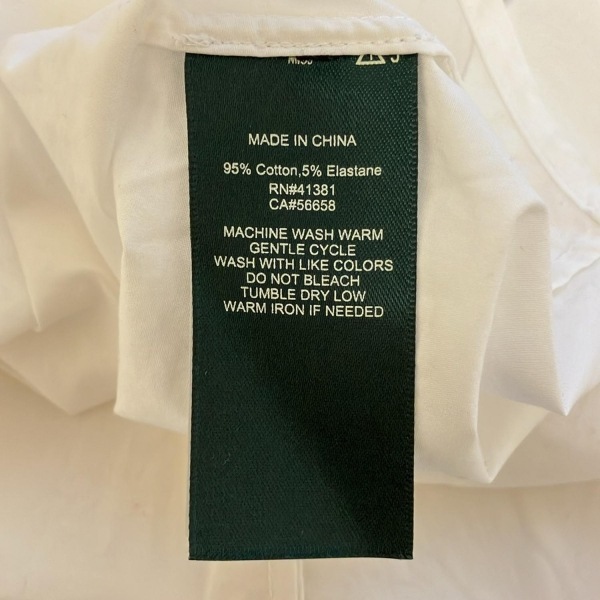 MADE IN CHINA
95% Cotton,5% Elastane
RN#41381
CA#56658
MACHINE WASH WARM
GENTLE CYCLE
WASH WITH LIKE COLORS
DO NOT BLEACH
TUMBLE DRY LOW
WARM IRON IF NEEDED